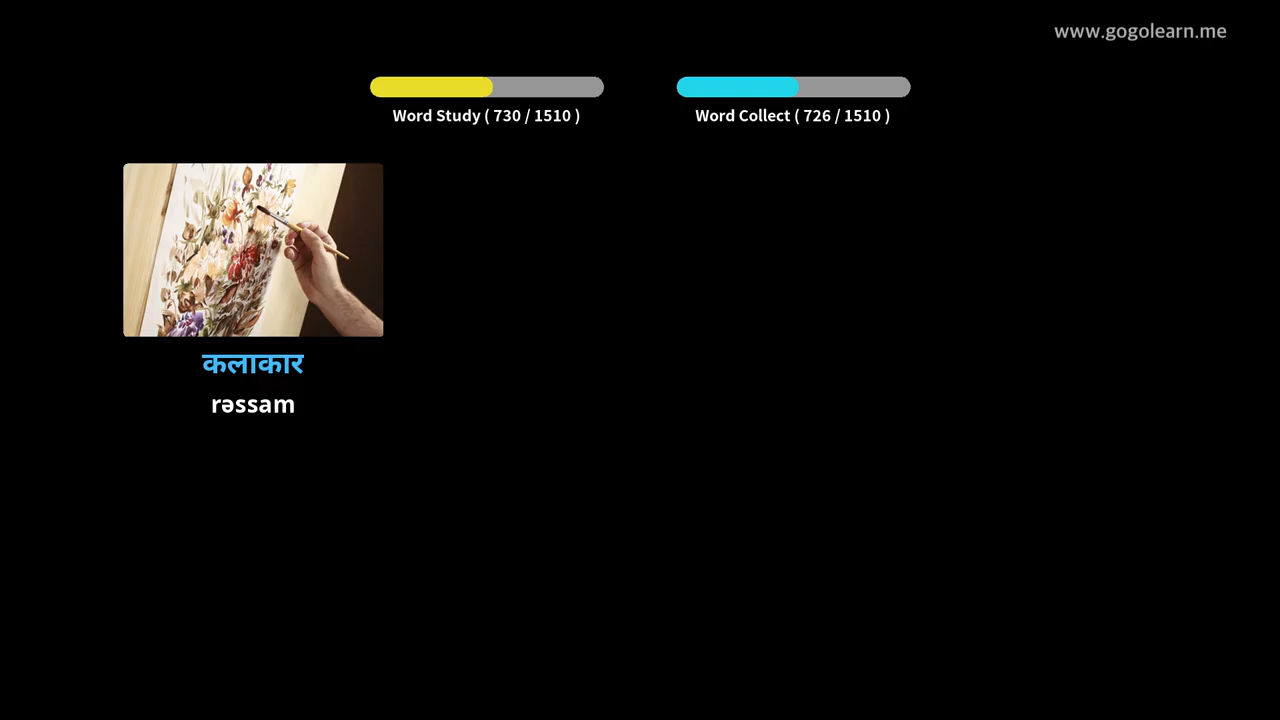 www.gogolearn.me
Word Study ( 730 / 1510 )
Word Collect ( 726 / 1510 )
कलाकार
rəssam